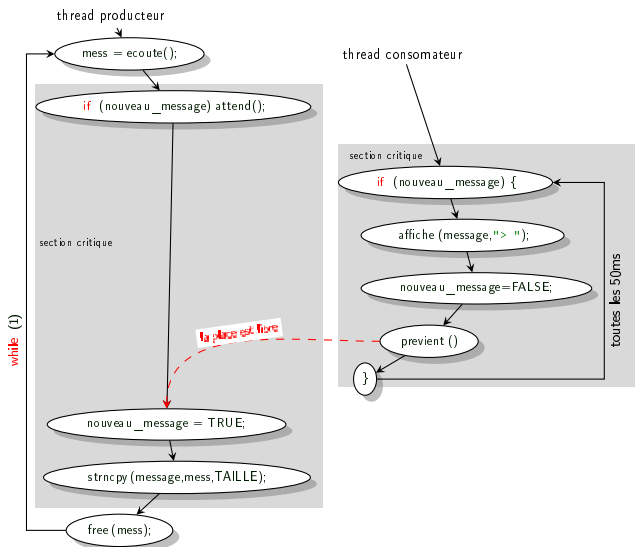 thread producteur
mess = ecoute();
if (nouveau_message) attend();
section critique
while (1)
nouveau_message = TRUE;
strncpy(message,mess,TAILLE);
free(mess);
la place est libre
thread consomateur
section critique
if (nouveau_message) {
affiche(message,"> ");
nouveau_message=FALSE;
previent()
}
toutes les 50ms